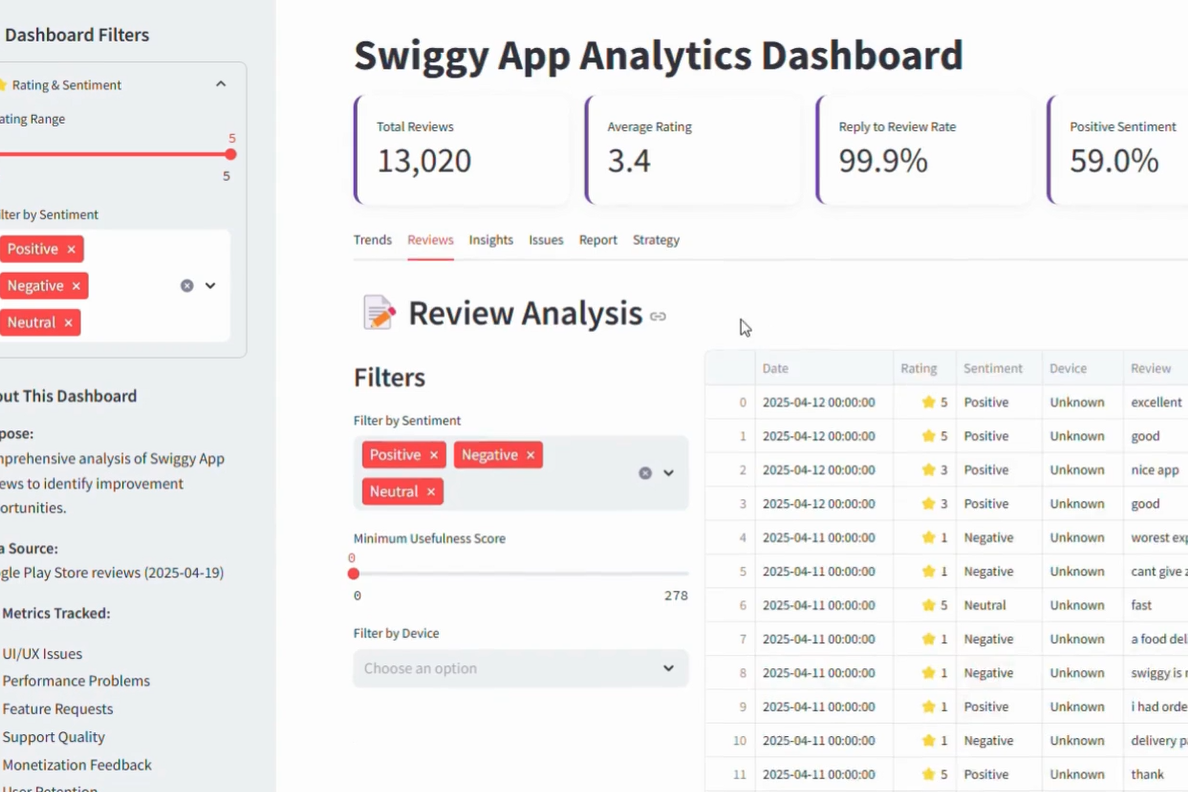 Dashboard Filters
Rating & Sentiment
ating Range
5
5
ilter by Sentiment
Positive ×
Negative ×
Neutral ×
out This Dashboard
pose:
mprehensive analysis of Swiggy App
ews to identify improvement
ortunities.
a Source:
gle Play Store reviews (2025-04-19)
Metrics Tracked:
UI/UX Issues
Performance Problems
Feature Requests
Support Quality
Monetization Feedback
User Retention
Swiggy App Analytics Dashboard
Total Reviews
13,020
Average Rating
3.4
Reply to Review Rate
99.9%
Positive Sentiment
59.0%
Trends Reviews Insights Issues Report Strategy
Review Analysis
Filters
Filter by Sentiment
Positive × Negative ×
Neutral ×
Minimum Usefulness Score
0
0 278
Filter by Device
Choose an option
Date Rating Sentiment Device Review
0 2025-04-12 00:00:00 5 Positive Unknown excellent
1 2025-04-12 00:00:00 5 Positive Unknown good
2 2025-04-12 00:00:00 3 Positive Unknown nice app
3 2025-04-12 00:00:00 3 Positive Unknown good
4 2025-04-11 00:00:00 1 Negative Unknown worest exp
5 2025-04-11 00:00:00 1 Negative Unknown cant give a
6 2025-04-11 00:00:00 5 Neutral Unknown fast
7 2025-04-11 00:00:00 1 Negative Unknown a food del
8 2025-04-11 00:00:00 1 Negative Unknown swiggy is r
9 2025-04-11 00:00:00 1 Positive Unknown i had orde
10 2025-04-11 00:00:00 1 Negative Unknown delivery pa
11 2025-04-11 00:00:00 5 Positive Unknown thank